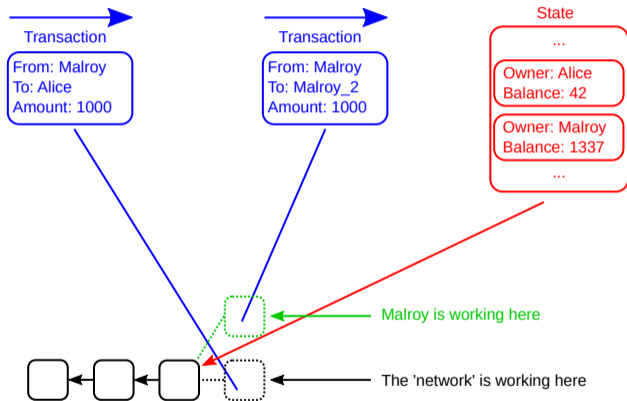 Transaction
From: Malroy
To: Alice
Amount: 1000
Transaction
From: Malroy
To: Malroy_2
Amount: 1000
State
...
Owner: Alice
Balance: 42
Owner: Malroy
Balance: 1337
...
Malroy is working here
The 'network' is working here